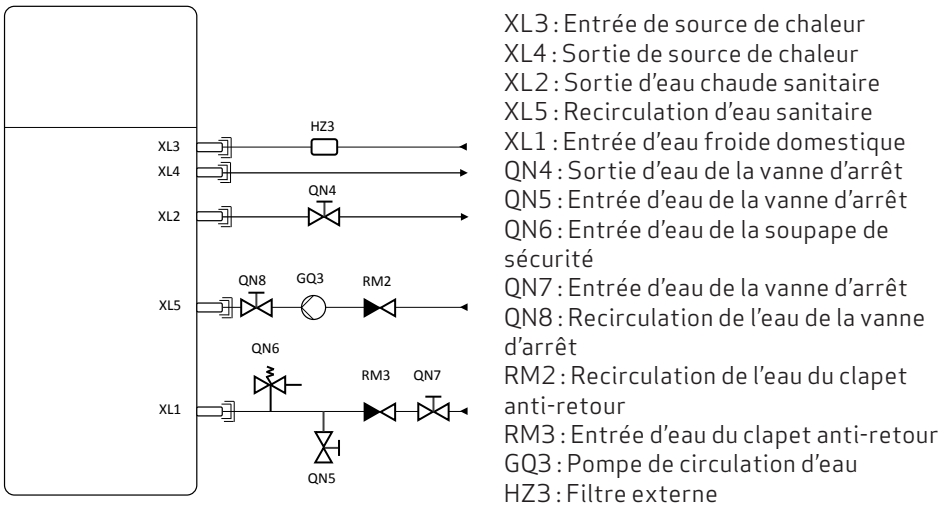 XL3
XL4
XL2
XL5
XL1
HZ3
QN4
QN8
GQ3
RM2
QN6
RM3
QN7
QN5
XL3 : Entrée de source de chaleur
XL4 : Sortie de source de chaleur
XL2 : Sortie d'eau chaude sanitaire
XL5 : Recirculation d'eau sanitaire
XL1 : Entrée d'eau froide domestique
QN4 : Sortie d'eau de la vanne d'arrêt
QN5 : Entrée d'eau de la vanne d'arrêt
QN6 : Entrée d'eau de la soupape de
sécurité
QN7 : Entrée d'eau de la vanne d'arrêt
QN8 : Recirculation de l'eau de la vanne
d'arrêt
RM2 : Recirculation de l'eau du clapet
anti-retour
RM3 : Entrée d'eau du clapet anti-retour
GQ3 : Pompe de circulation d'eau
HZ3 : Filtre externe